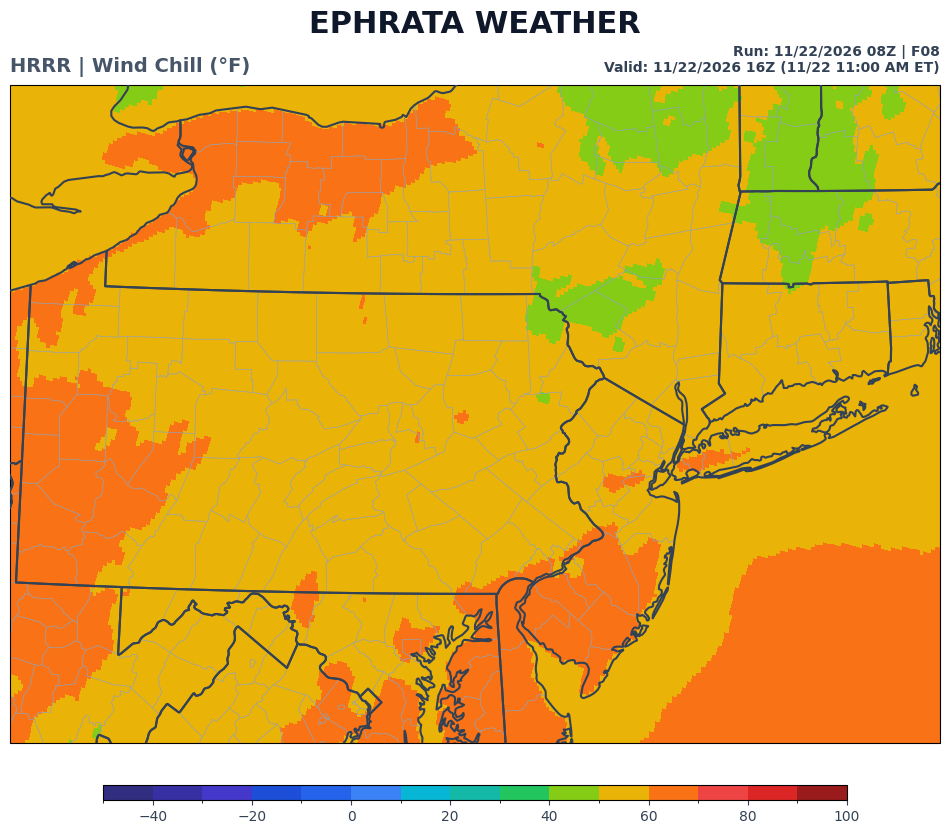 EPHRATA WEATHER
HRRR | Wind Chill (°F)
Run: 11/22/2026 08Z | F08
Valid: 11/22/2026 16Z (11/22 11:00 AM ET)
−40 −20 0 20 40 60 80 100